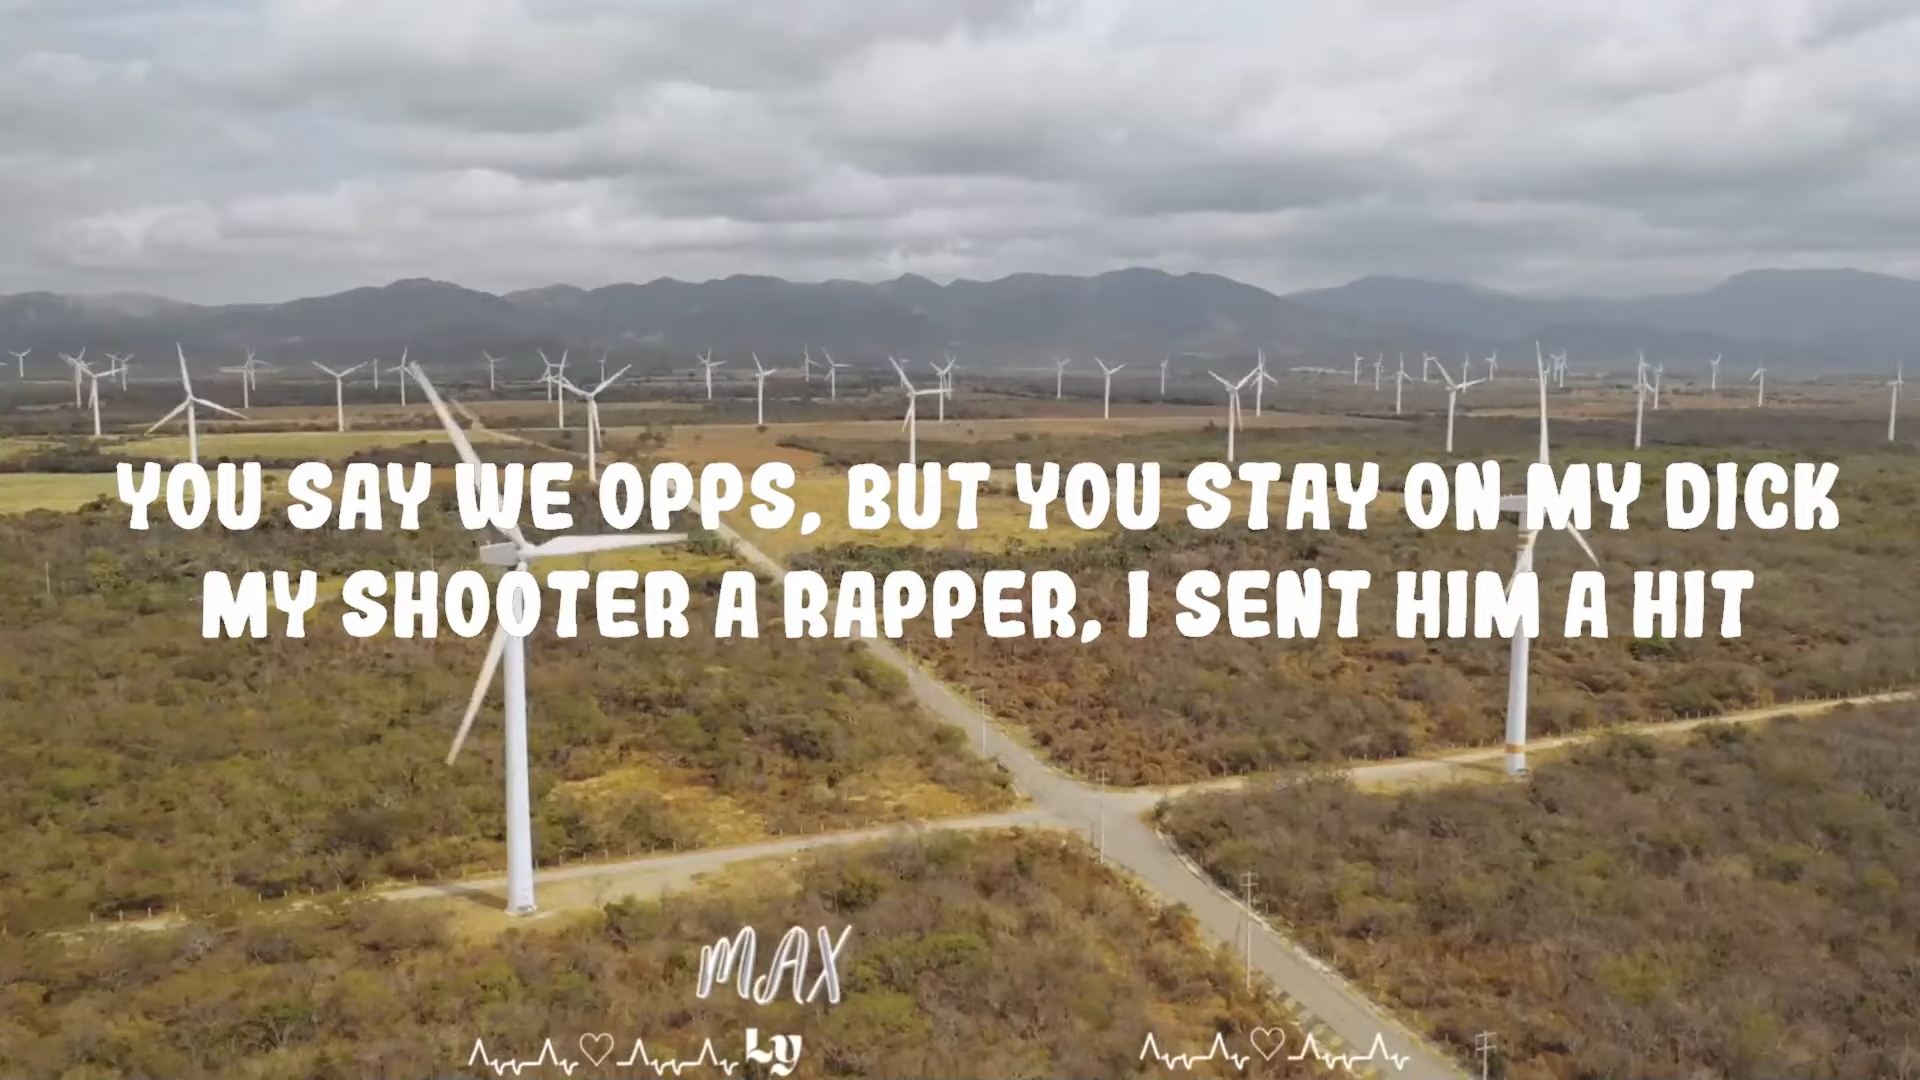 YOU SAY WE OPPS, BUT YOU STAY ON MY DICK
MY SHOOTER A RAPPER, I SENT HIM A HIT
MAX
Ly